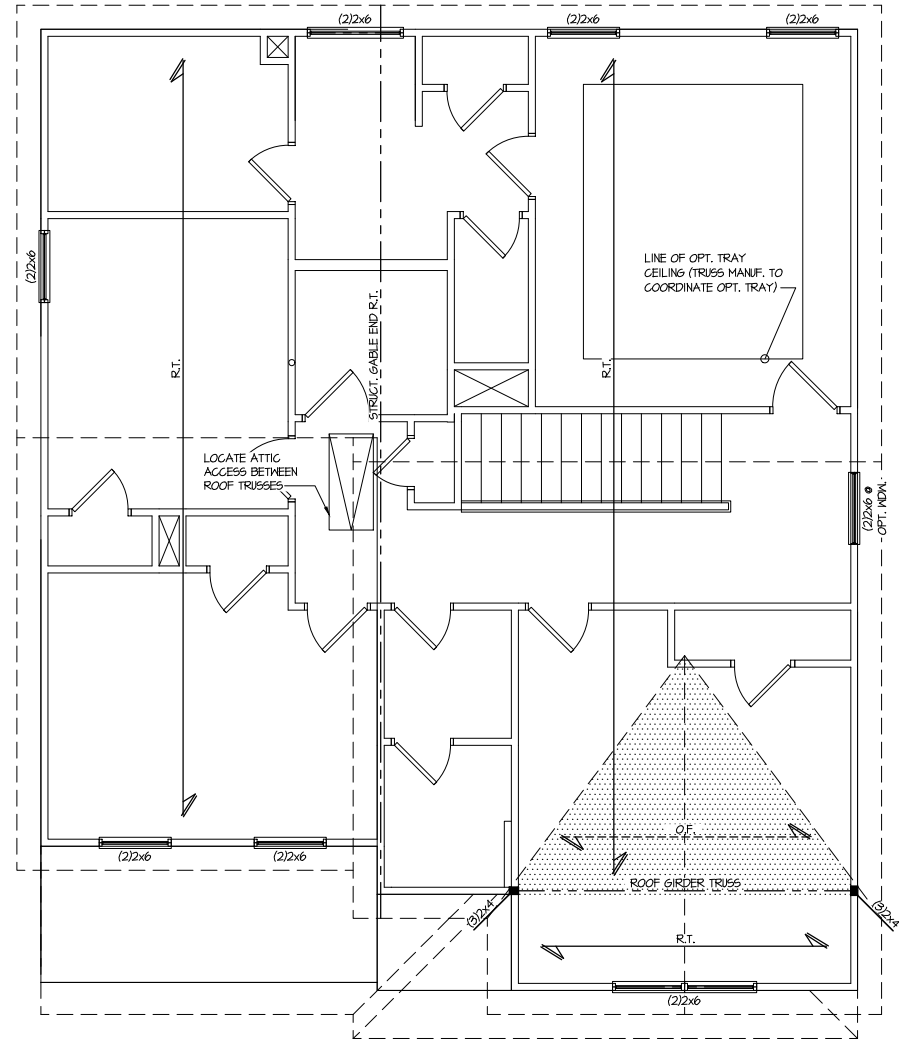 (2)2x6
(2)2x6
(2)2x6
(2)2x6
LINE OF OPT. TRAY
CEILING (TRUSS MANUF. TO
COORDINATE OPT. TRAY)
STRUCT. GABLE END R.T.
R.T.
R.T.
LOCATE ATTIC
ACCESS BETWEEN
ROOF TRUSSES
(2)2x6 @
OPT. WDW.
O.F.
(2)2x6
(2)2x6
ROOF GIRDER TRUSS
(3)2x4
(3)2x4
R.T.
(2)2x6